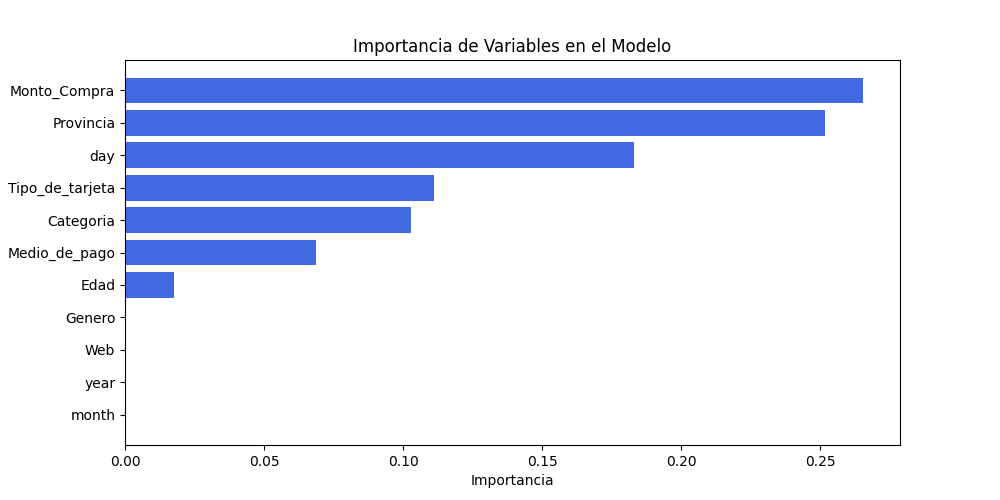 Importancia de Variables en el Modelo
Monto_Compra
Provincia
day
Tipo_de_tarjeta
Categoria
Medio_de_pago
Edad
Genero
Web
year
month
0.00 0.05 0.10 0.15 0.20 0.25
Importancia